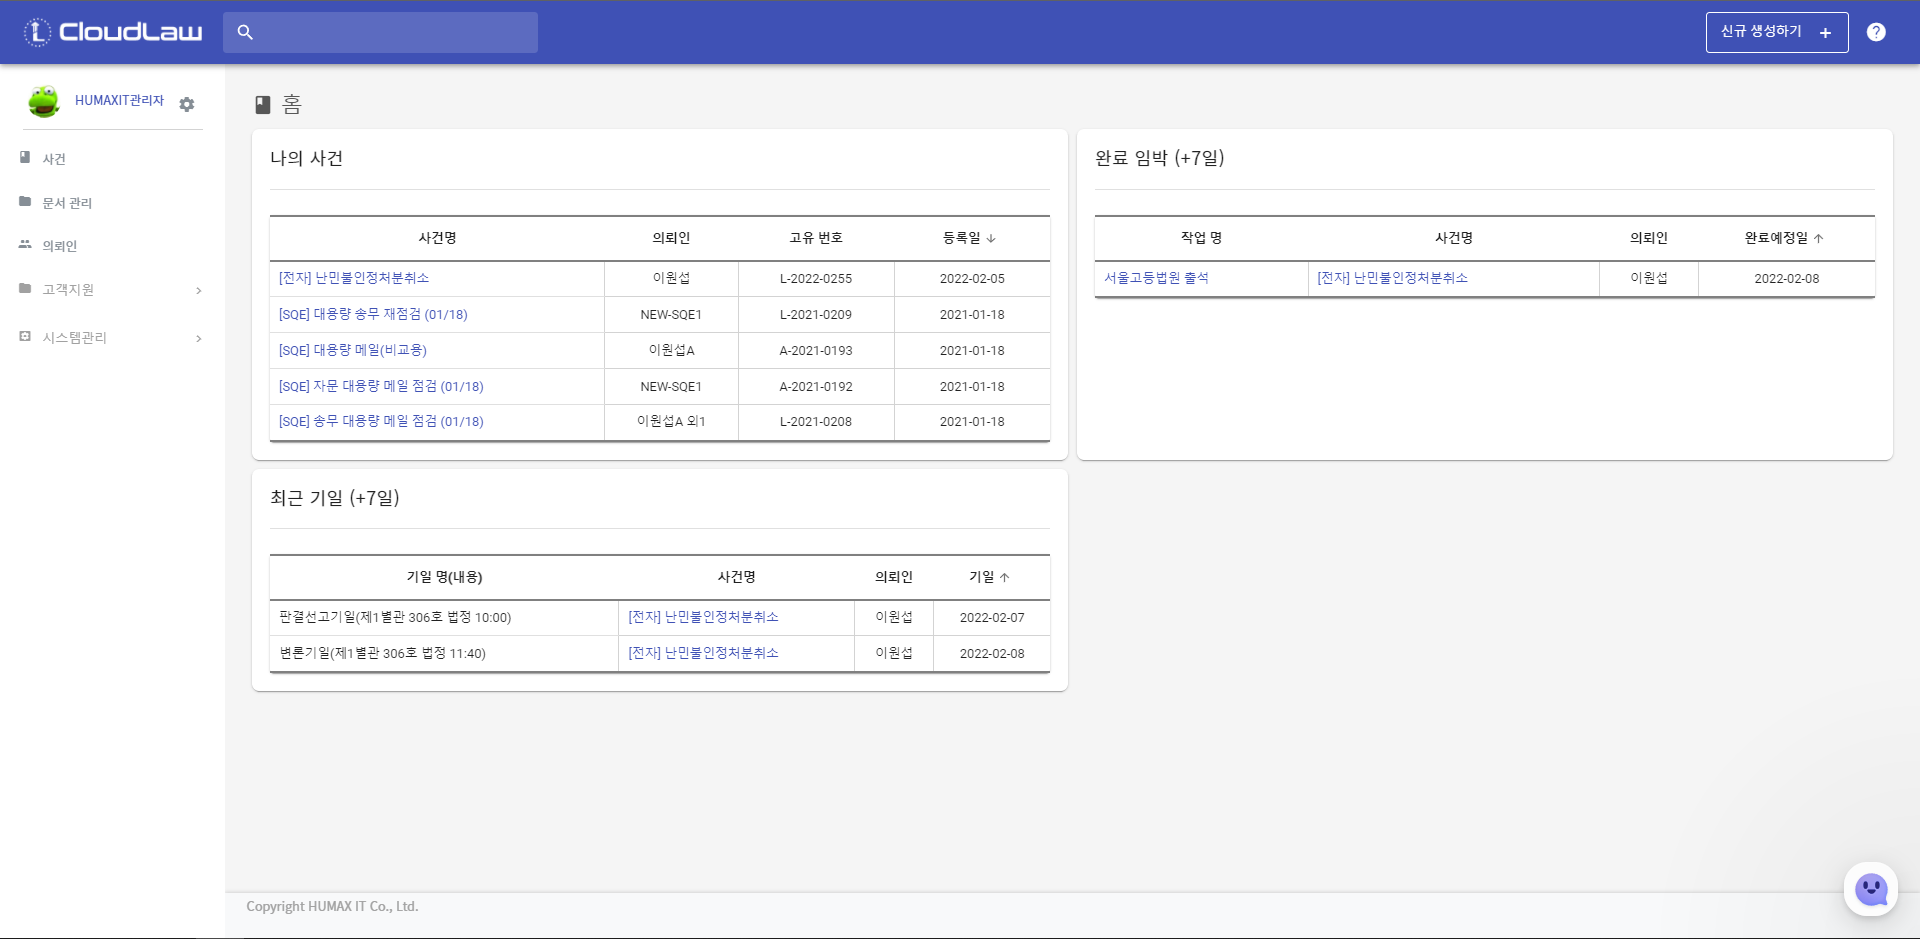 CloudLaw
신규 생성하기 +
HUMAXIT관리자
사건
문서 관리
의뢰인
고객지원
시스템관리
홈
나의 사건
사건명 의뢰인 고유 번호 등록일
[전자] 난민불인정처분취소 이원섭 L-2022-0255 2022-02-05
[SQE] 대용량 송무 재점검 (01/18) NEW-SQE1 L-2021-0209 2021-01-18
[SQE] 대용량 메일(비교용) 이원섭A A-2021-0193 2021-01-18
[SQE] 자문 대용량 메일 점검 (01/18) NEW-SQE1 A-2021-0192 2021-01-18
[SQE] 송무 대용량 메일 점검 (01/18) 이원섭A 외1 L-2021-0208 2021-01-18
완료 임박 (+7일)
작업 명 사건명 의뢰인 완료예정일
서울고등법원 출석 [전자] 난민불인정처분취소 이원섭 2022-02-08
최근 기일 (+7일)
기일 명(내용) 사건명 의뢰인 기일
판결선고기일(제1별관 306호 법정 10:00) [전자] 난민불인정처분취소 이원섭 2022-02-07
변론기일(제1별관 306호 법정 11:40) [전자] 난민불인정처분취소 이원섭 2022-02-08
Copyright HUMAX IT Co., Ltd.